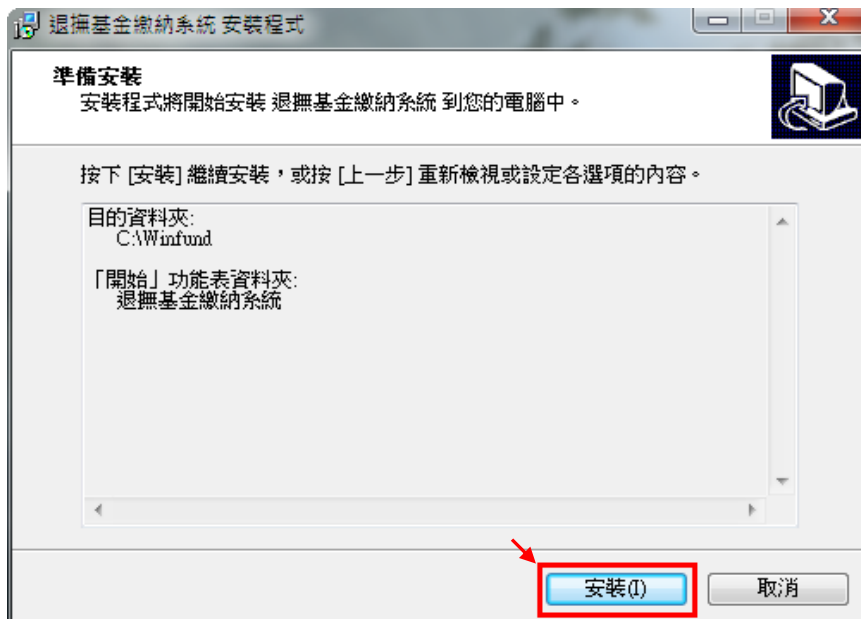 退撫基金繳納系統 安裝程式
準備安裝
安裝程式將開始安裝 退撫基金繳納系統 到您的電腦中。
按下 [安裝] 繼續安裝，或按 [上一步] 重新檢視或設定各選項的內容。
目的資料夾:
C:\Winfund
「開始」功能表資料夾:
退撫基金繳納系統
安裝(I)
取消